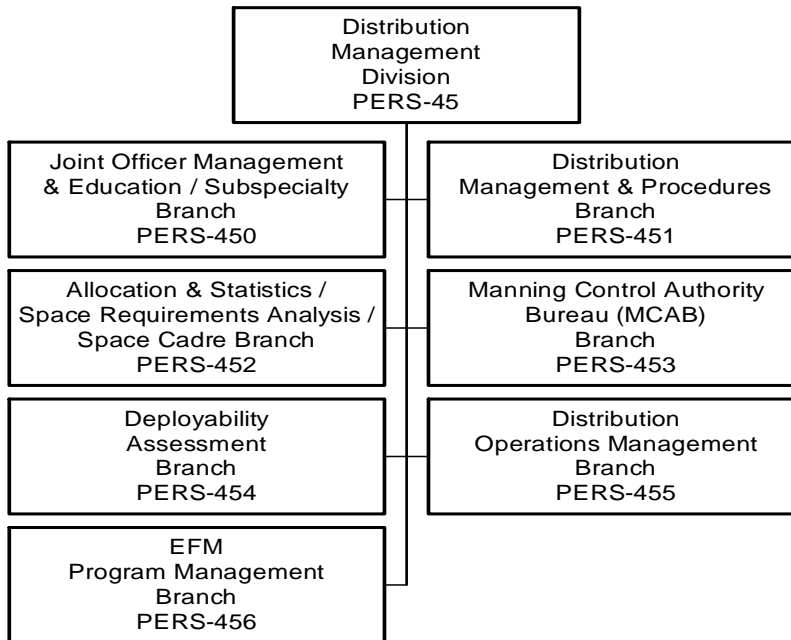 Distribution
Management
Division
PERS-45
Joint Officer Management
& Education / Subspecialty
Branch
PERS-450
Distribution
Management & Procedures
Branch
PERS-451
Allocation & Statistics /
Space Requirements Analysis /
Space Cadre Branch
PERS-452
Manning Control Authority
Bureau (MCAB)
Branch
PERS-453
Deployability
Assessment
Branch
PERS-454
Distribution
Operations Management
Branch
PERS-455
EFM
Program Management
Branch
PERS-456